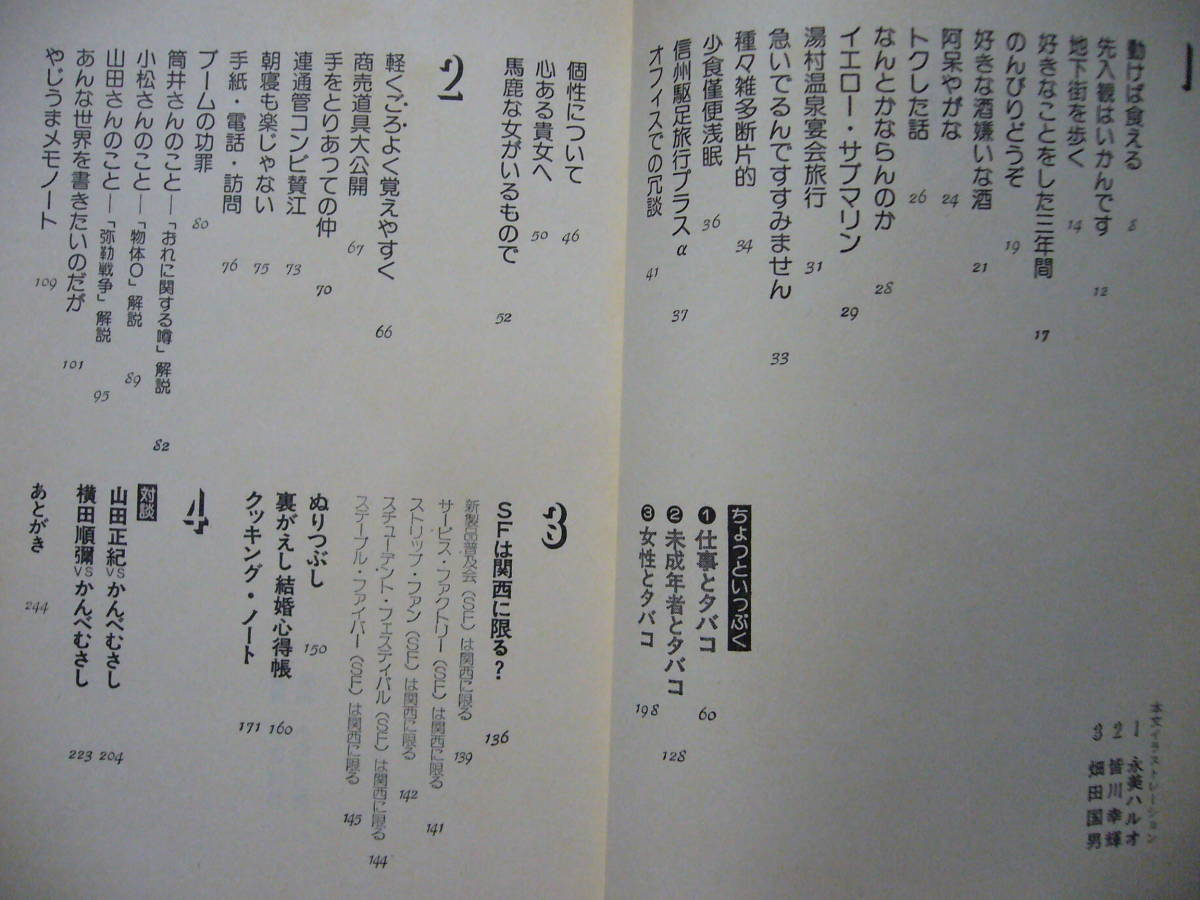 1
動けば食える 8
先入観はいかんです 12
地下街を歩く 14
好きなことをした三年間 17
のんびりどうぞ 19
好きな酒嫌いな酒 21
阿呆やがな 24
トクした話 26
なんとかならんのか 28
イエロー・サブマリン 29
湯村温泉宴会旅行 31
急いでるんですすみません 33
種々雑多断片的 34
少食僅便浅眠 36
信州駆足旅行プラスα 37
オフィスでの冗談 41
個性について 46
心ある貴女へ 50
馬鹿な女がいるもので 52
2
軽くごろよく覚えやすく 66
商売道具大公開 67
手をとりあっての仲 70
連通管コンビ賛江 73
朝寝も楽じゃない 75
手紙・電話・訪問 76
ブームの功罪 80
筒井さんのこと―「おれに関する噂」解説 82
小松さんのこと―「物体O」解説 89
山田さんのこと―「弥勒戦争」解説 95
あんな世界を書きたいのだが 101
やじうまメモノート 109
ちょっといっぷく
❶仕事とタバコ 60
❷未成年者とタバコ 128
❸女性とタバコ 198
3
SFは関西に限る? 136
新製品普及会(SF)は関西に限る 139
サービス・ファクトリー(SF)は関西に限る 141
ストリップ・ファン(SF)は関西に限る 142
スチューデント・フェスティバル(SF)は関西に限る 144
ステープル・ファイバー(SF)は関西に限る 145
ぬりつぶし 150
裏がえし結婚心得帳 160
クッキング・ノート 171
4
対談
山田正紀vsかんべむさし 204
横田順彌vsかんべむさし 223
あとがき 244
本文イラストレーション
1 永美ハルオ
2 皆川幸輝
3 畑田国男